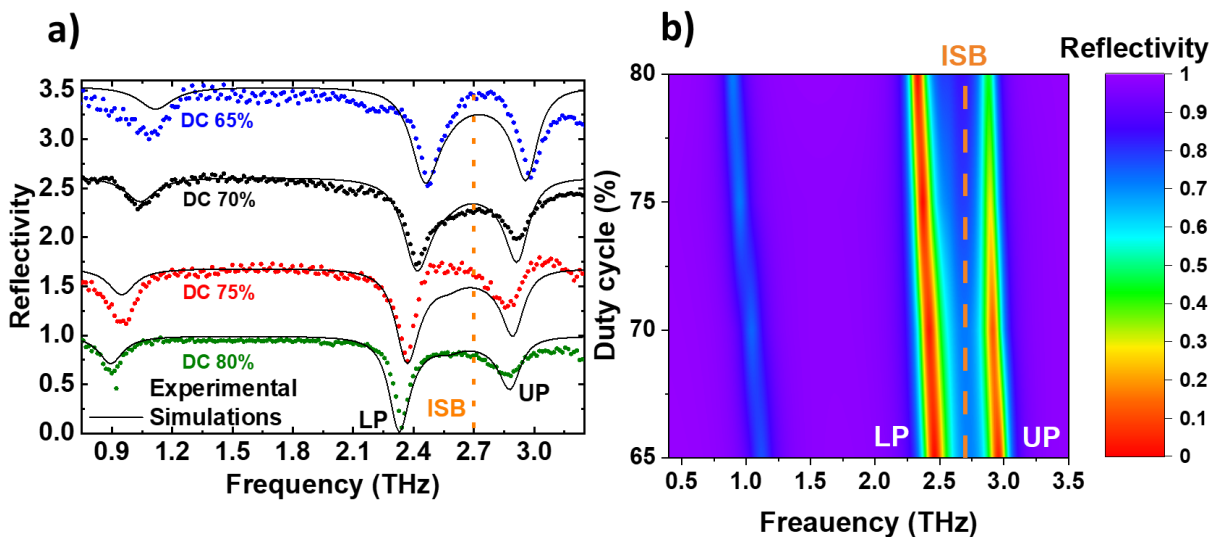 a)
Reflectivity
3.5
3.0
2.5
2.0
1.5
1.0
0.5
0.0
DC 65%
DC 70%
DC 75%
DC 80%
Experimental
Simulations
LP
ISB
UP
0.9 1.2 1.5 1.8 2.1 2.4 2.7 3.0
Frequency (THz)
b)
ISB
Reflectivity
Duty cycle (%)
80
75
70
65
LP
UP
0.5 1.0 1.5 2.0 2.5 3.0 3.5
Freauency (THz)
1
0.9
0.8
0.7
0.6
0.5
0.4
0.3
0.2
0.1
0